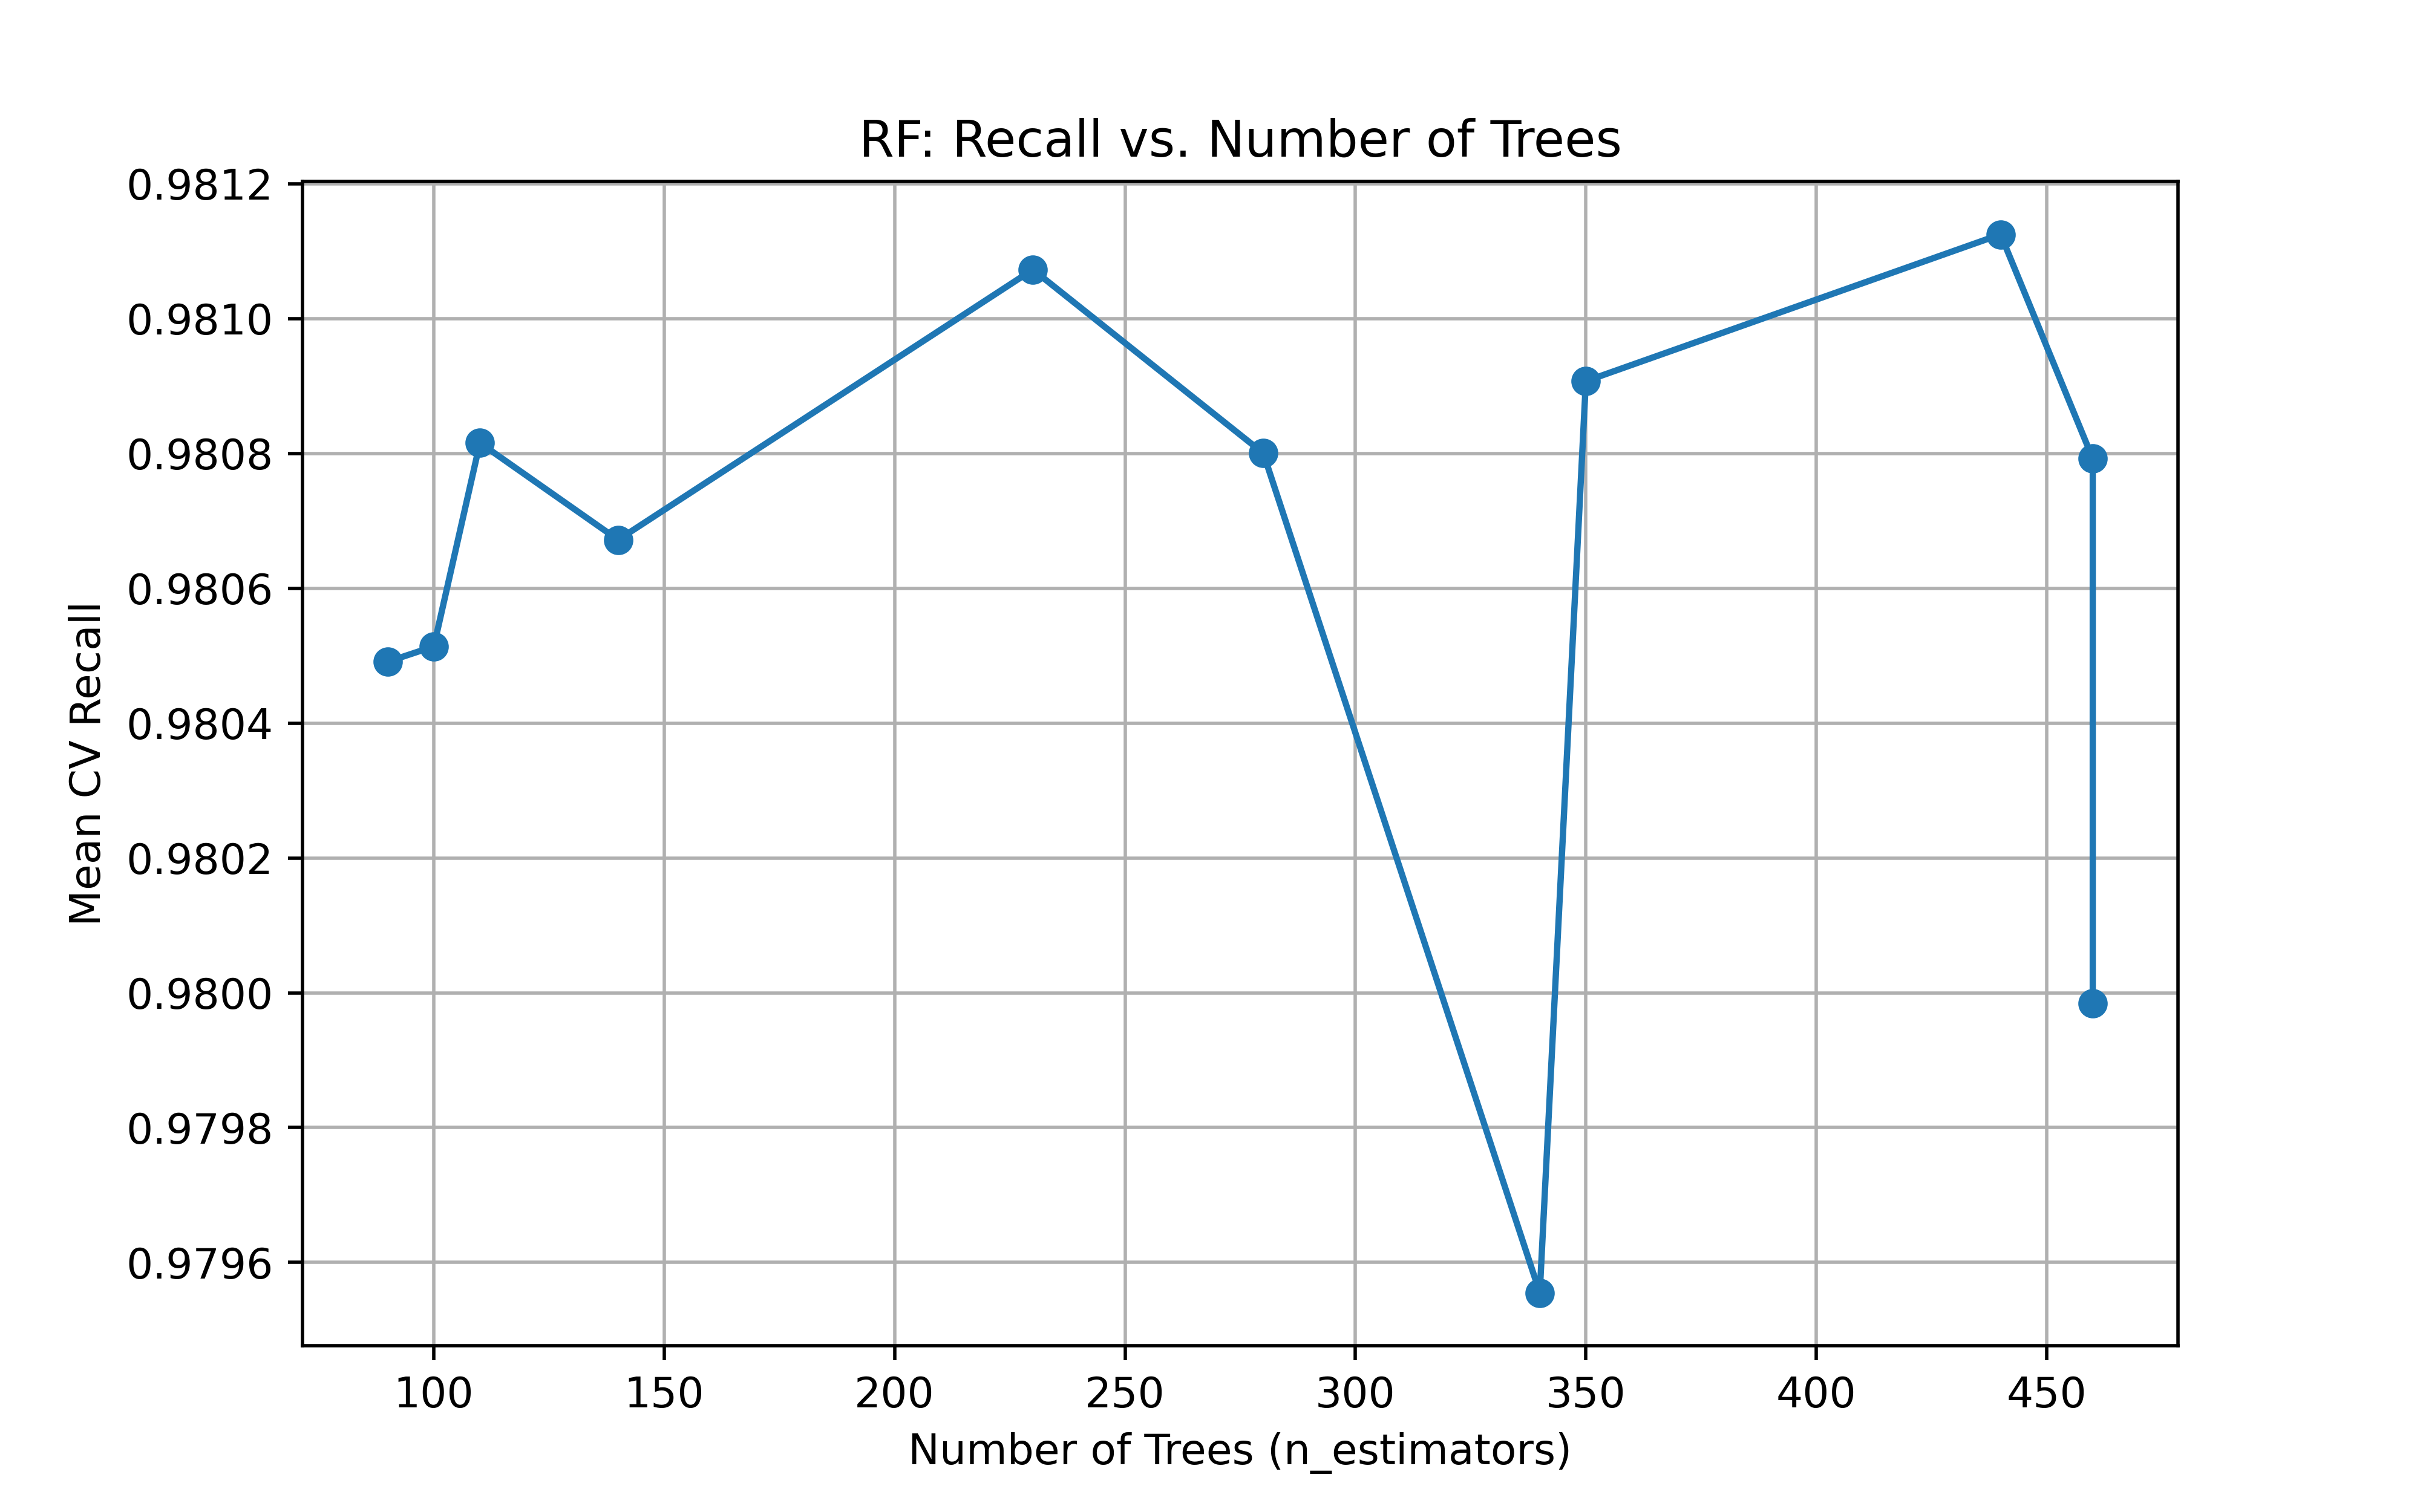 RF: Recall vs. Number of Trees
0.9812
0.9810
0.9808
0.9806
0.9804
0.9802
0.9800
0.9798
0.9796
Mean CV Recall
100 150 200 250 300 350 400 450
Number of Trees (n_estimators)